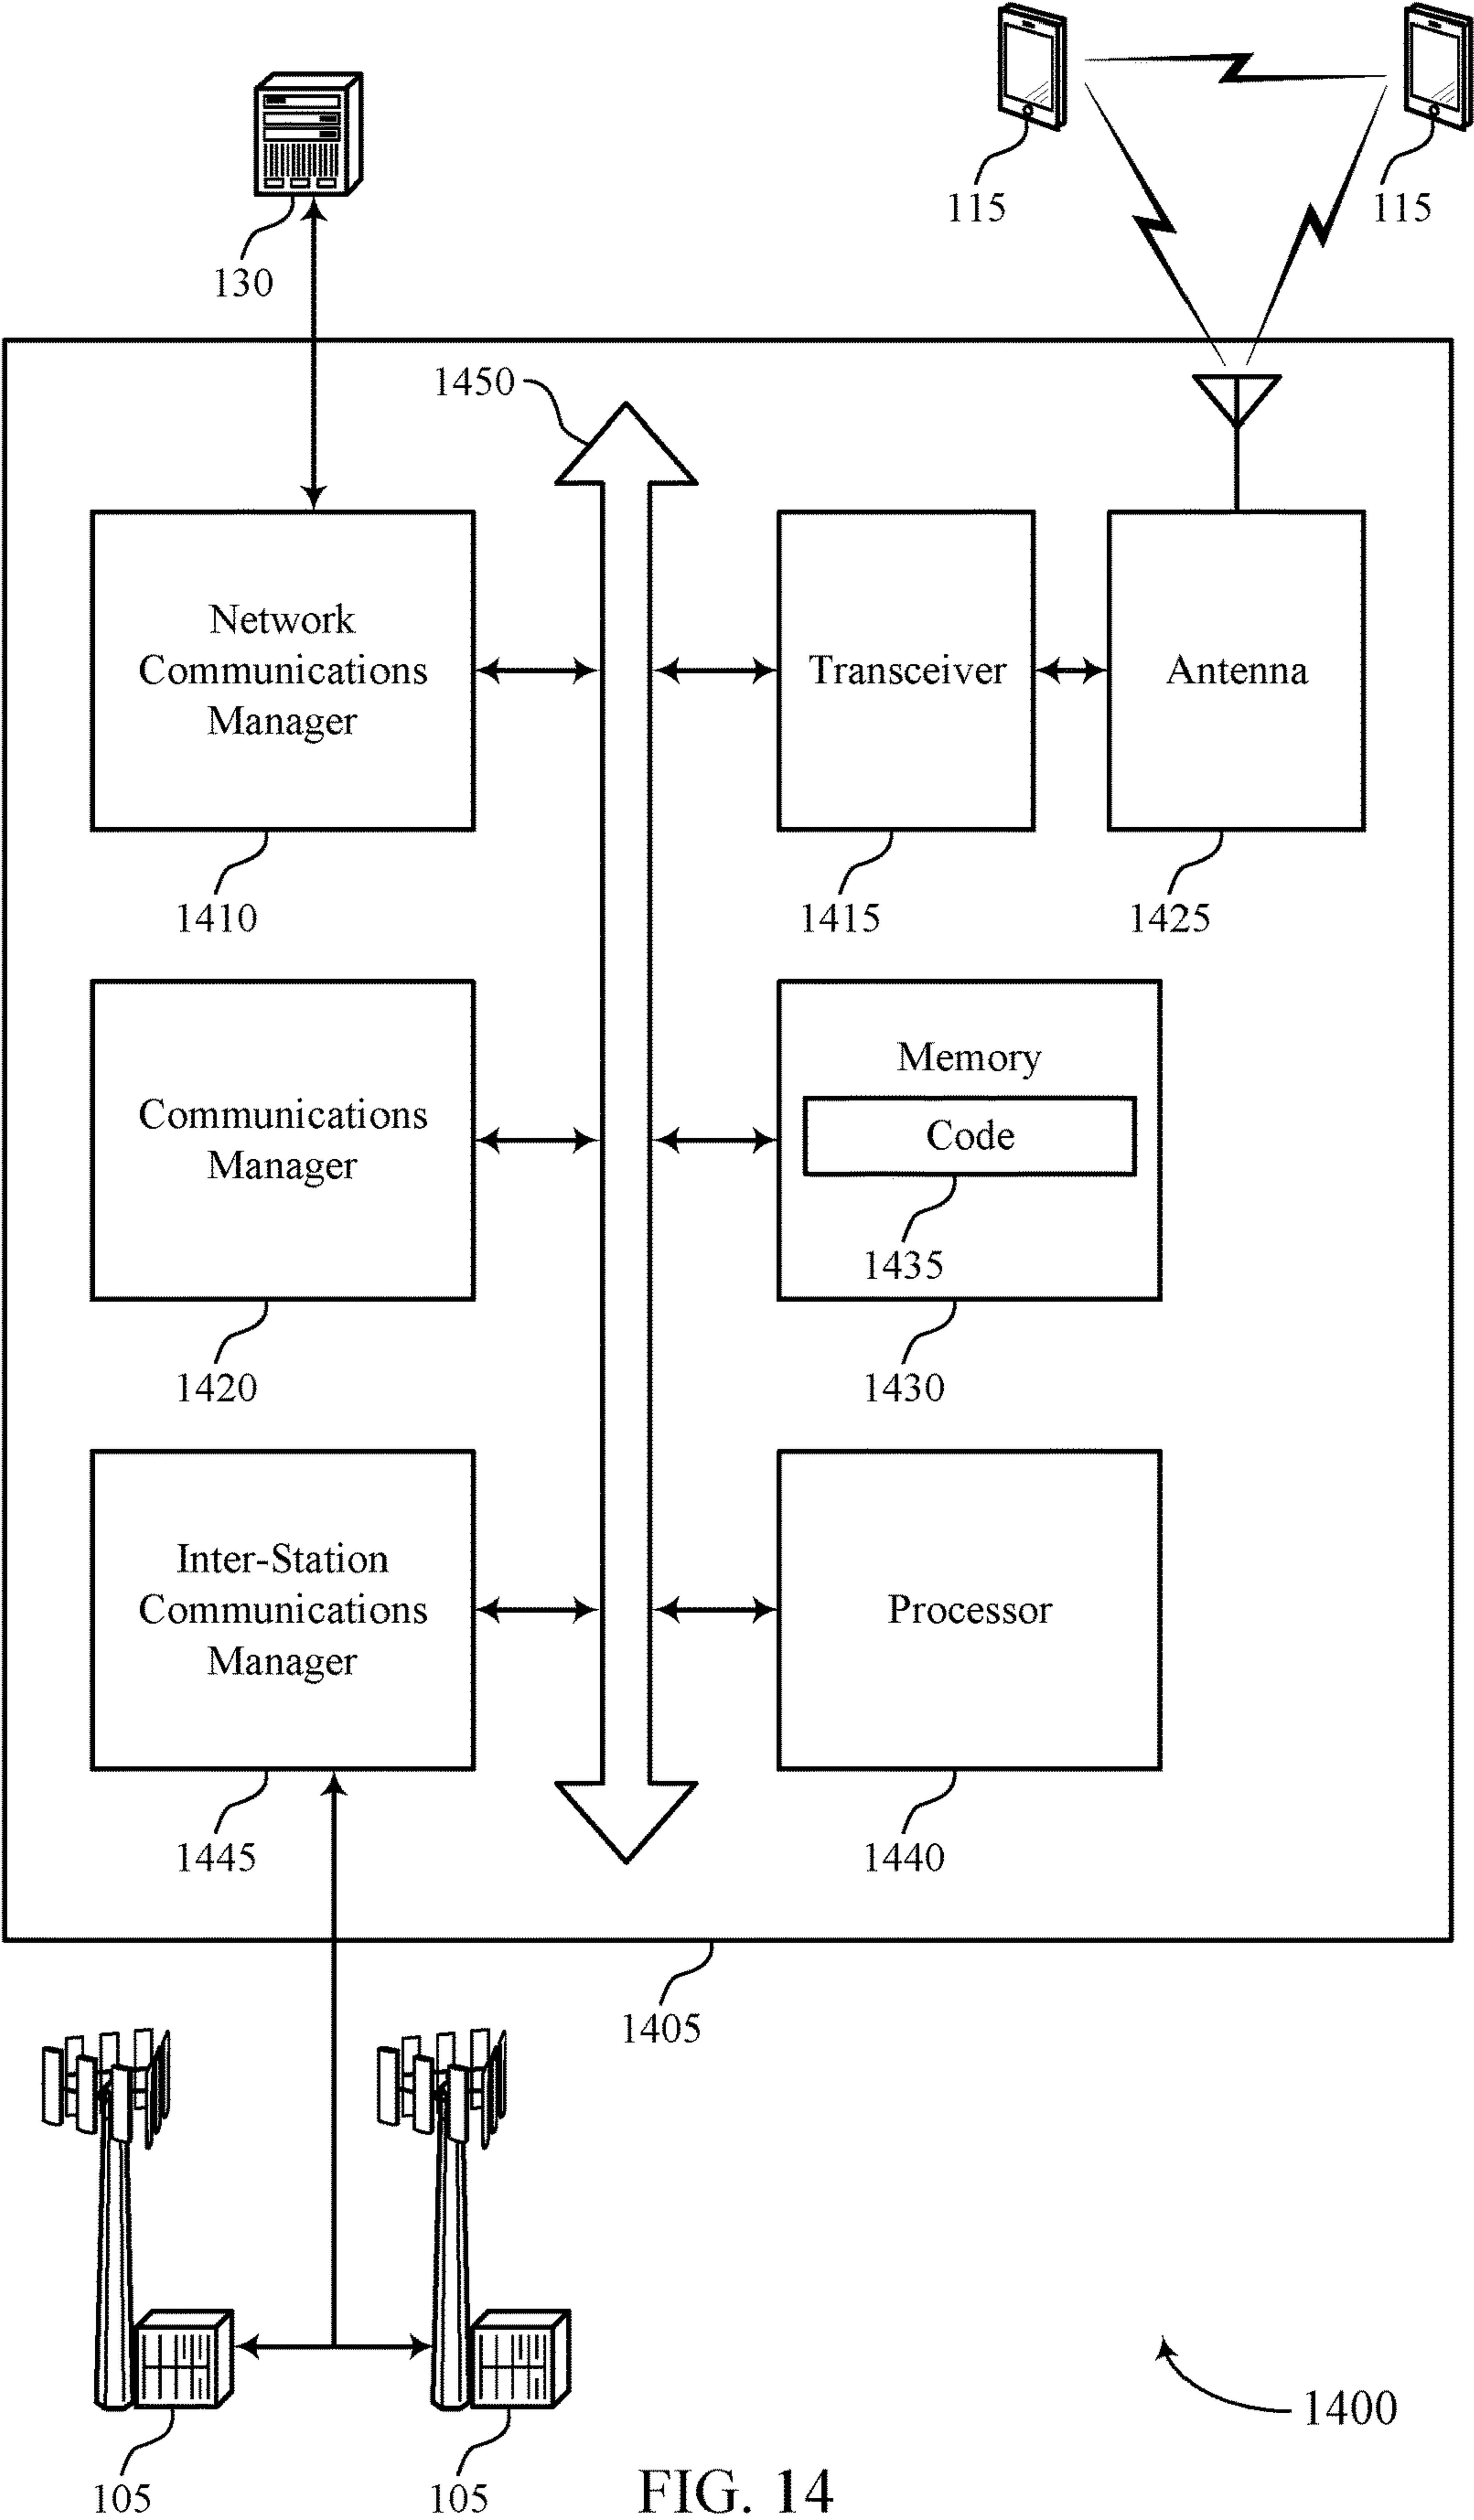 115
115
130
1450
Network
Communications
Manager
Transceiver
Antenna
1410
1415
1425
Communications
Manager
Memory
Code
1435
1420
1430
Inter-Station
Communications
Manager
Processor
1445
1440
1405
1400
105
105
FIG. 14